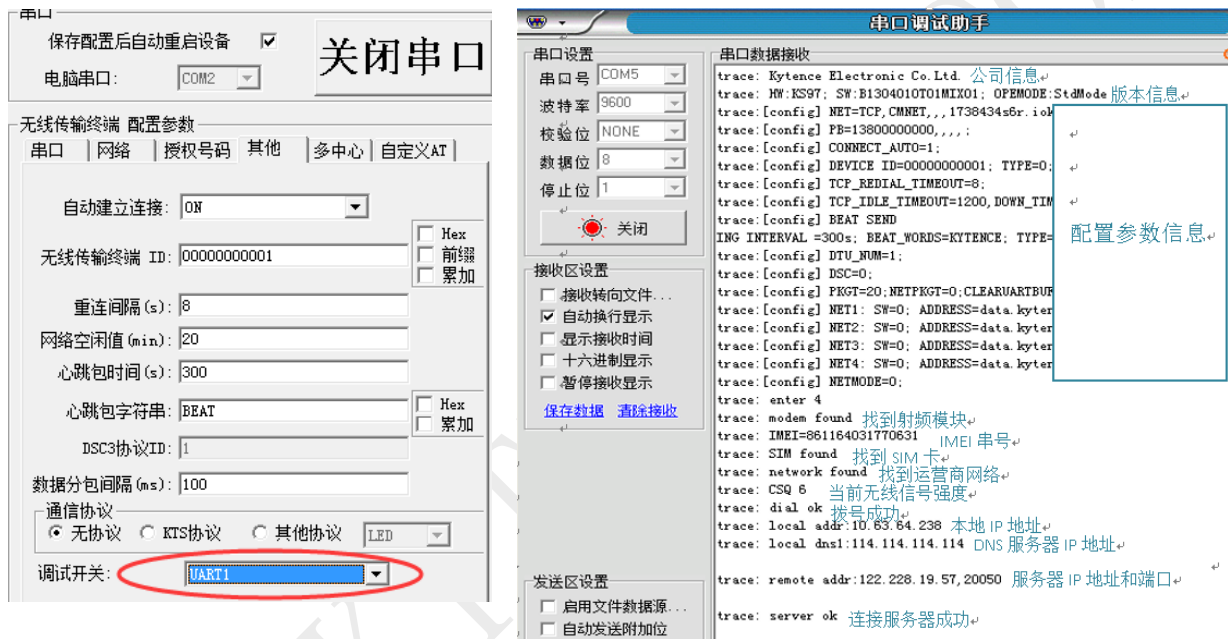 串口
保存配置后自动重启设备
关闭串口
电脑串口:
COM2
无线传输终端 配置参数
串口
网络
授权号码
其他
多中心
自定义AT
自动建立连接:
ON
无线传输终端 ID:
00000000001
Hex
前缀
累加
重连间隔(s):
8
网络空闲值(min):
20
心跳包时间(s):
300
心跳包字符串:
BEAT
Hex
累加
DSC3协议ID:
1
数据分包间隔(ms):
100
通信协议
无协议
KTS协议
其他协议
LED
调试开关:
UART1
串口调试助手
串口设置
串口号
COM5
波特率
9600
校验位
NONE
数据位
8
停止位
1
关闭
接收区设置
接收转向文件...
自动换行显示
显示接收时间
十六进制显示
暂停接收显示
保存数据
清除接收
发送区设置
启用文件数据源...
自动发送附加位
串口数据接收
trace: Kytence Electronic Co.Ltd. 公司信息
trace: HW:KS97; SW:B1304010T01MIX01; OPEMODE:StdMode 版本信息
trace:[config] NET=TCP,CMNET,,,1738434s6r.iok
trace:[config] PB=13800000000,,,,;
trace:[config] CONNECT_AUTO=1;
trace:[config] DEVICE ID=00000000001; TYPE=0;
trace:[config] TCP_REDIAL_TIMEOUT=8;
trace:[config] TCP_IDLE_TIMEOUT=1200,DOWN_TIM
trace:[config] BEAT SEND
ING INTERVAL =300s; BEAT_WORDS=KYTENCE; TYPE=
配置参数信息
trace:[config] DTU_NUM=1;
trace:[config] DSC=0;
trace:[config] PKGT=20;NETPKGT=0;CLEARUARTBUF
trace:[config] NET1: SW=0; ADDRESS=data.kyter
trace:[config] NET2: SW=0; ADDRESS=data.kyter
trace:[config] NET3: SW=0; ADDRESS=data.kyter
trace:[config] NET4: SW=0; ADDRESS=data.kyter
trace:[config] NETMODE=0;
trace: enter 4
trace: modem found 找到射频模块
trace: IMEI=861164031770631 IMEI 串号
trace: SIM found 找到 SIM 卡
trace: network found 找到运营商网络
trace: CSQ 6 当前无线信号强度
trace: dial ok 拨号成功
trace: local addr:10.63.64.238 本地 IP 地址
trace: local dns1:114.114.114.114 DNS 服务器 IP 地址
trace: remote addr:122.228.19.57,20050 服务器 IP 地址和端口
trace: server ok 连接服务器成功